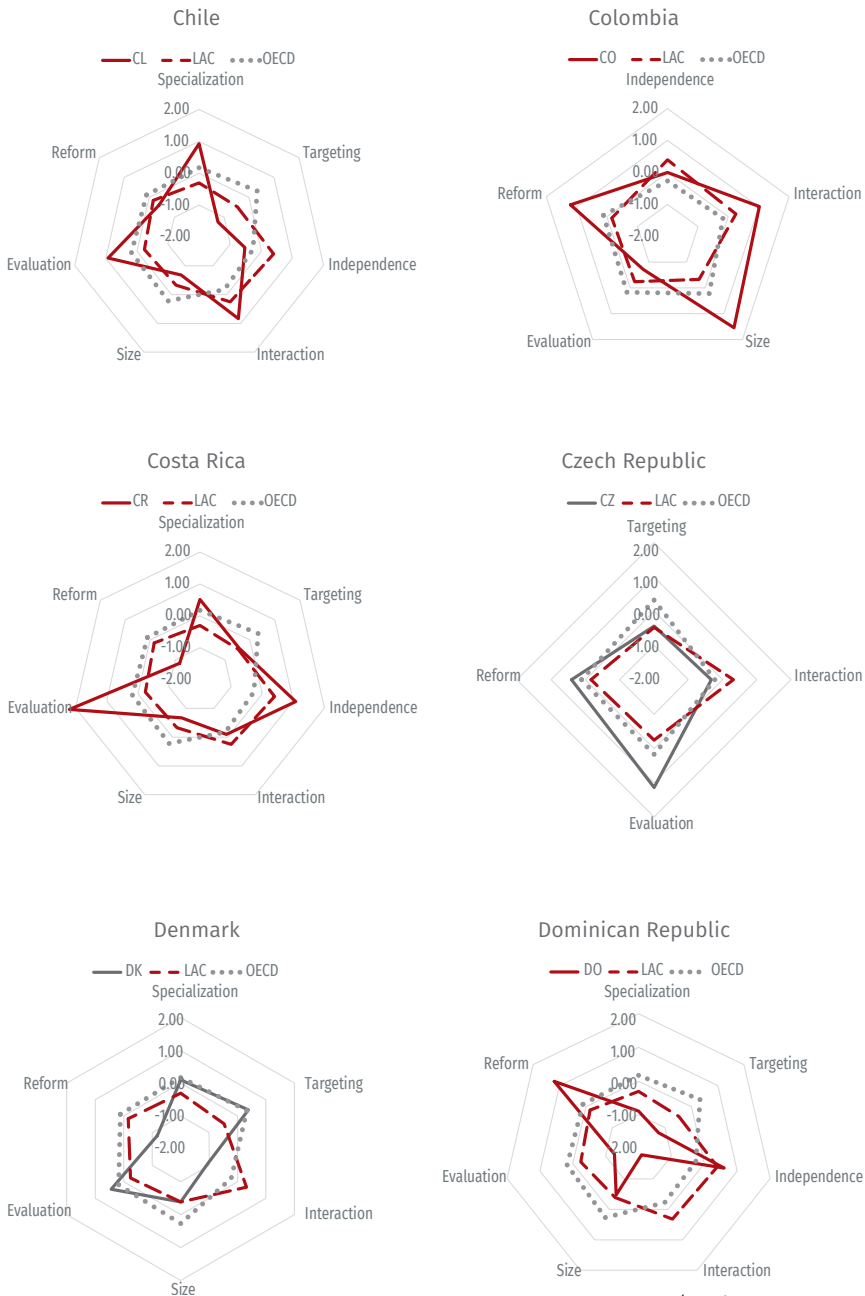 Chile
CL LAC OECD
Specialization
2.00
1.00
0.00
-1.00
-2.00
Targeting
Independence
Interaction
Size
Evaluation
Reform
Colombia
CO LAC OECD
Independence
2.00
1.00
0.00
-1.00
-2.00
Interaction
Size
Evaluation
Reform
Costa Rica
CR LAC OECD
Specialization
2.00
1.00
0.00
-1.00
-2.00
Targeting
Independence
Interaction
Size
Evaluation
Reform
Czech Republic
CZ LAC OECD
Targeting
2.00
1.00
0.00
-1.00
-2.00
Interaction
Evaluation
Reform
Denmark
DK LAC OECD
Specialization
2.00
1.00
0.00
-1.00
-2.00
Targeting
Interaction
Size
Evaluation
Reform
Dominican Republic
DO LAC OECD
Specialization
2.00
1.00
0.00
-1.00
-2.00
Targeting
Independence
Interaction
Size
Evaluation
Reform